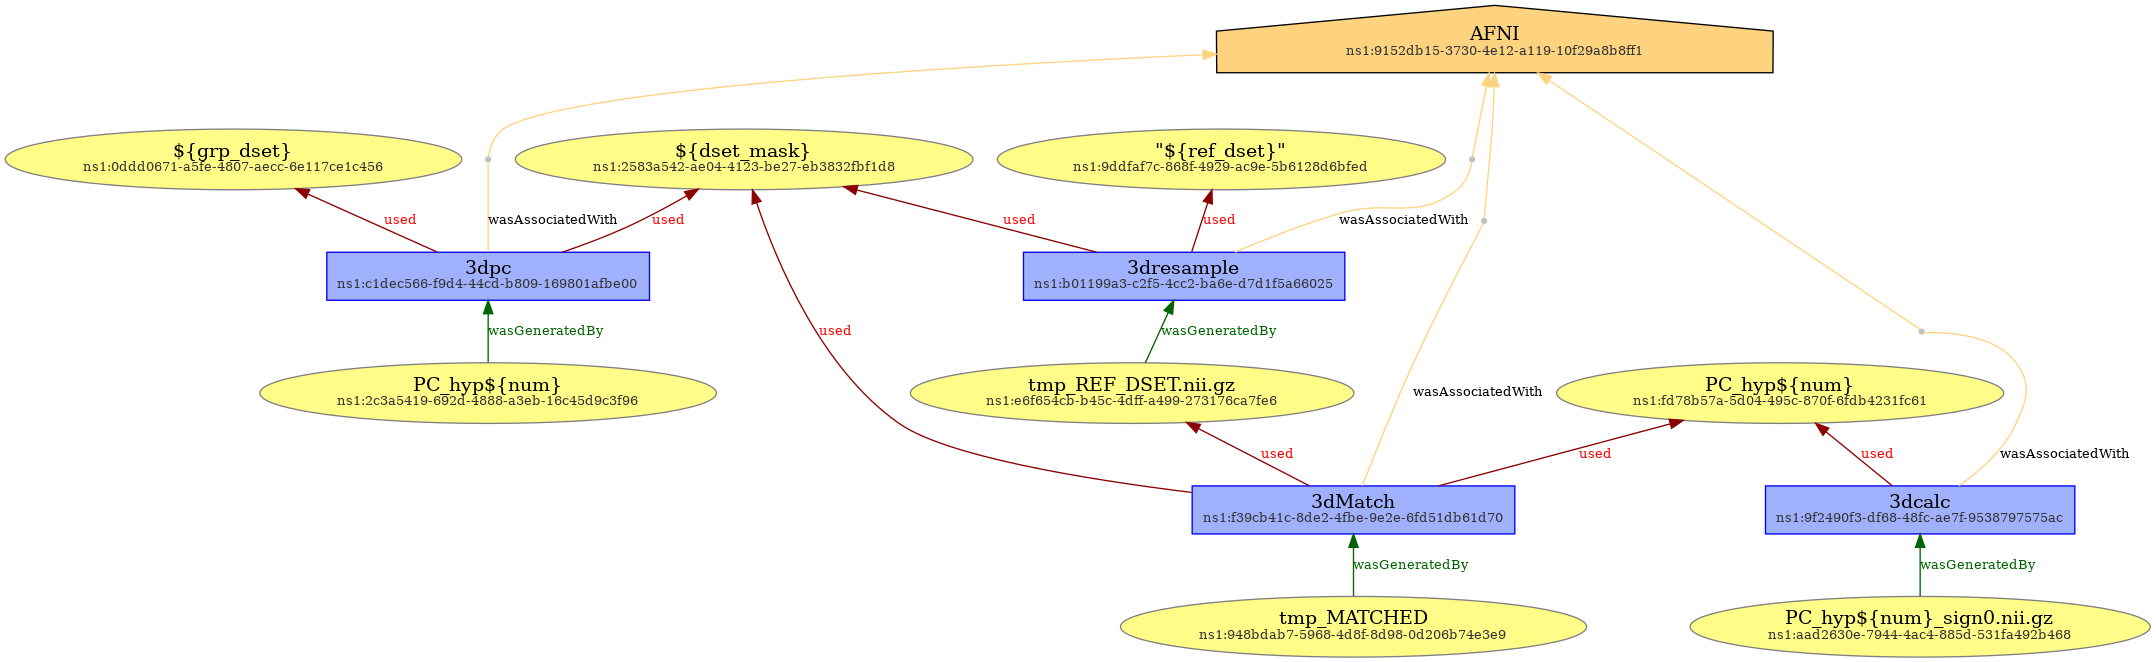 AFNI
ns1:9152db15-3730-4e12-a119-10f29a8b8ff1
${grp_dset}
ns1:0ddd0671-a5fe-4807-aecc-6e117ce1c456
${dset_mask}
ns1:2583a542-ae04-4123-be27-eb3832fbf1d8
"${ref_dset}"
ns1:9ddfaf7c-868f-4929-ac9e-5b6128d6bfed
used
wasAssociatedWith
used
used
used
wasAssociatedWith
3dpc
ns1:c1dec566-f9d4-44cd-b809-169801afbe00
3dresample
ns1:b01199a3-c2f5-4cc2-ba6e-d7d1f5a66025
wasGeneratedBy
used
wasGeneratedBy
PC_hyp${num}
ns1:2c3a5419-692d-4888-a3eb-16c45d9c3f96
tmp_REF_DSET.nii.gz
ns1:e6f654cb-b45c-4dff-a499-273176ca7fe6
wasAssociatedWith
PC_hyp${num}
ns1:fd78b57a-5d04-495c-870f-6fdb4231fc61
used
used
used
wasAssociatedWith
3dMatch
ns1:f39cb41c-8de2-4fbe-9e2e-6fd51db61d70
3dcalc
ns1:9f2490f3-df68-48fc-ae7f-9538797575ac
wasGeneratedBy
wasGeneratedBy
tmp_MATCHED
ns1:948bdab7-5968-4d8f-8d98-0d206b74e3e9
PC_hyp${num}_sign0.nii.gz
ns1:aad2630e-7944-4ac4-885d-531fa492b468